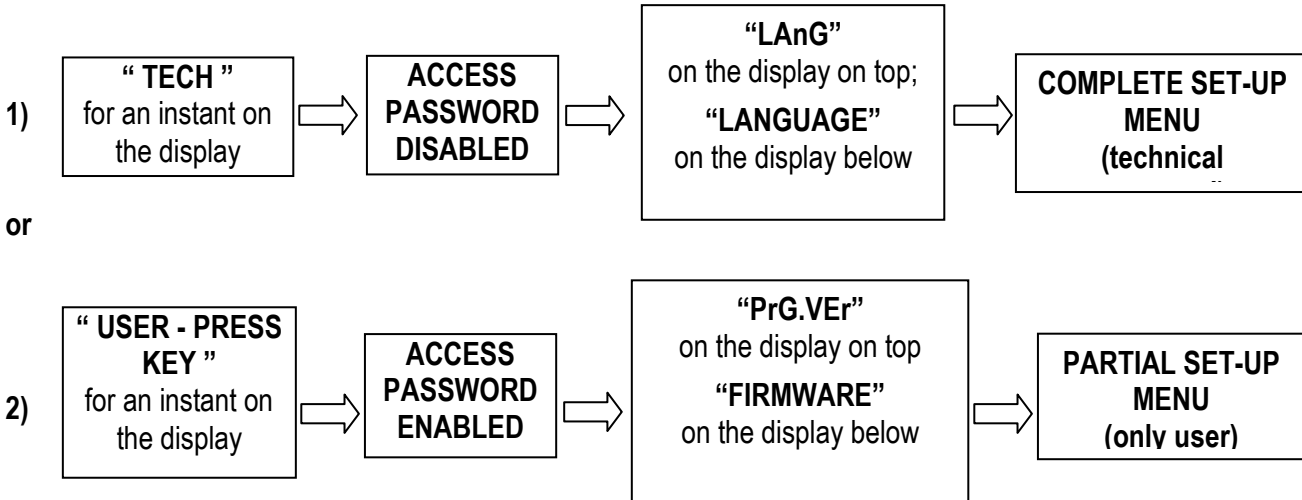 1)
“ TECH ”
for an instant on
the display
ACCESS
PASSWORD
DISABLED
“LAnG”
on the display on top;
“LANGUAGE”
on the display below
COMPLETE SET-UP
MENU
(technical
or
2)
“ USER - PRESS
KEY ”
for an instant on
the display
ACCESS
PASSWORD
ENABLED
“PrG.VEr”
on the display on top
“FIRMWARE”
on the display below
PARTIAL SET-UP
MENU
(only user)